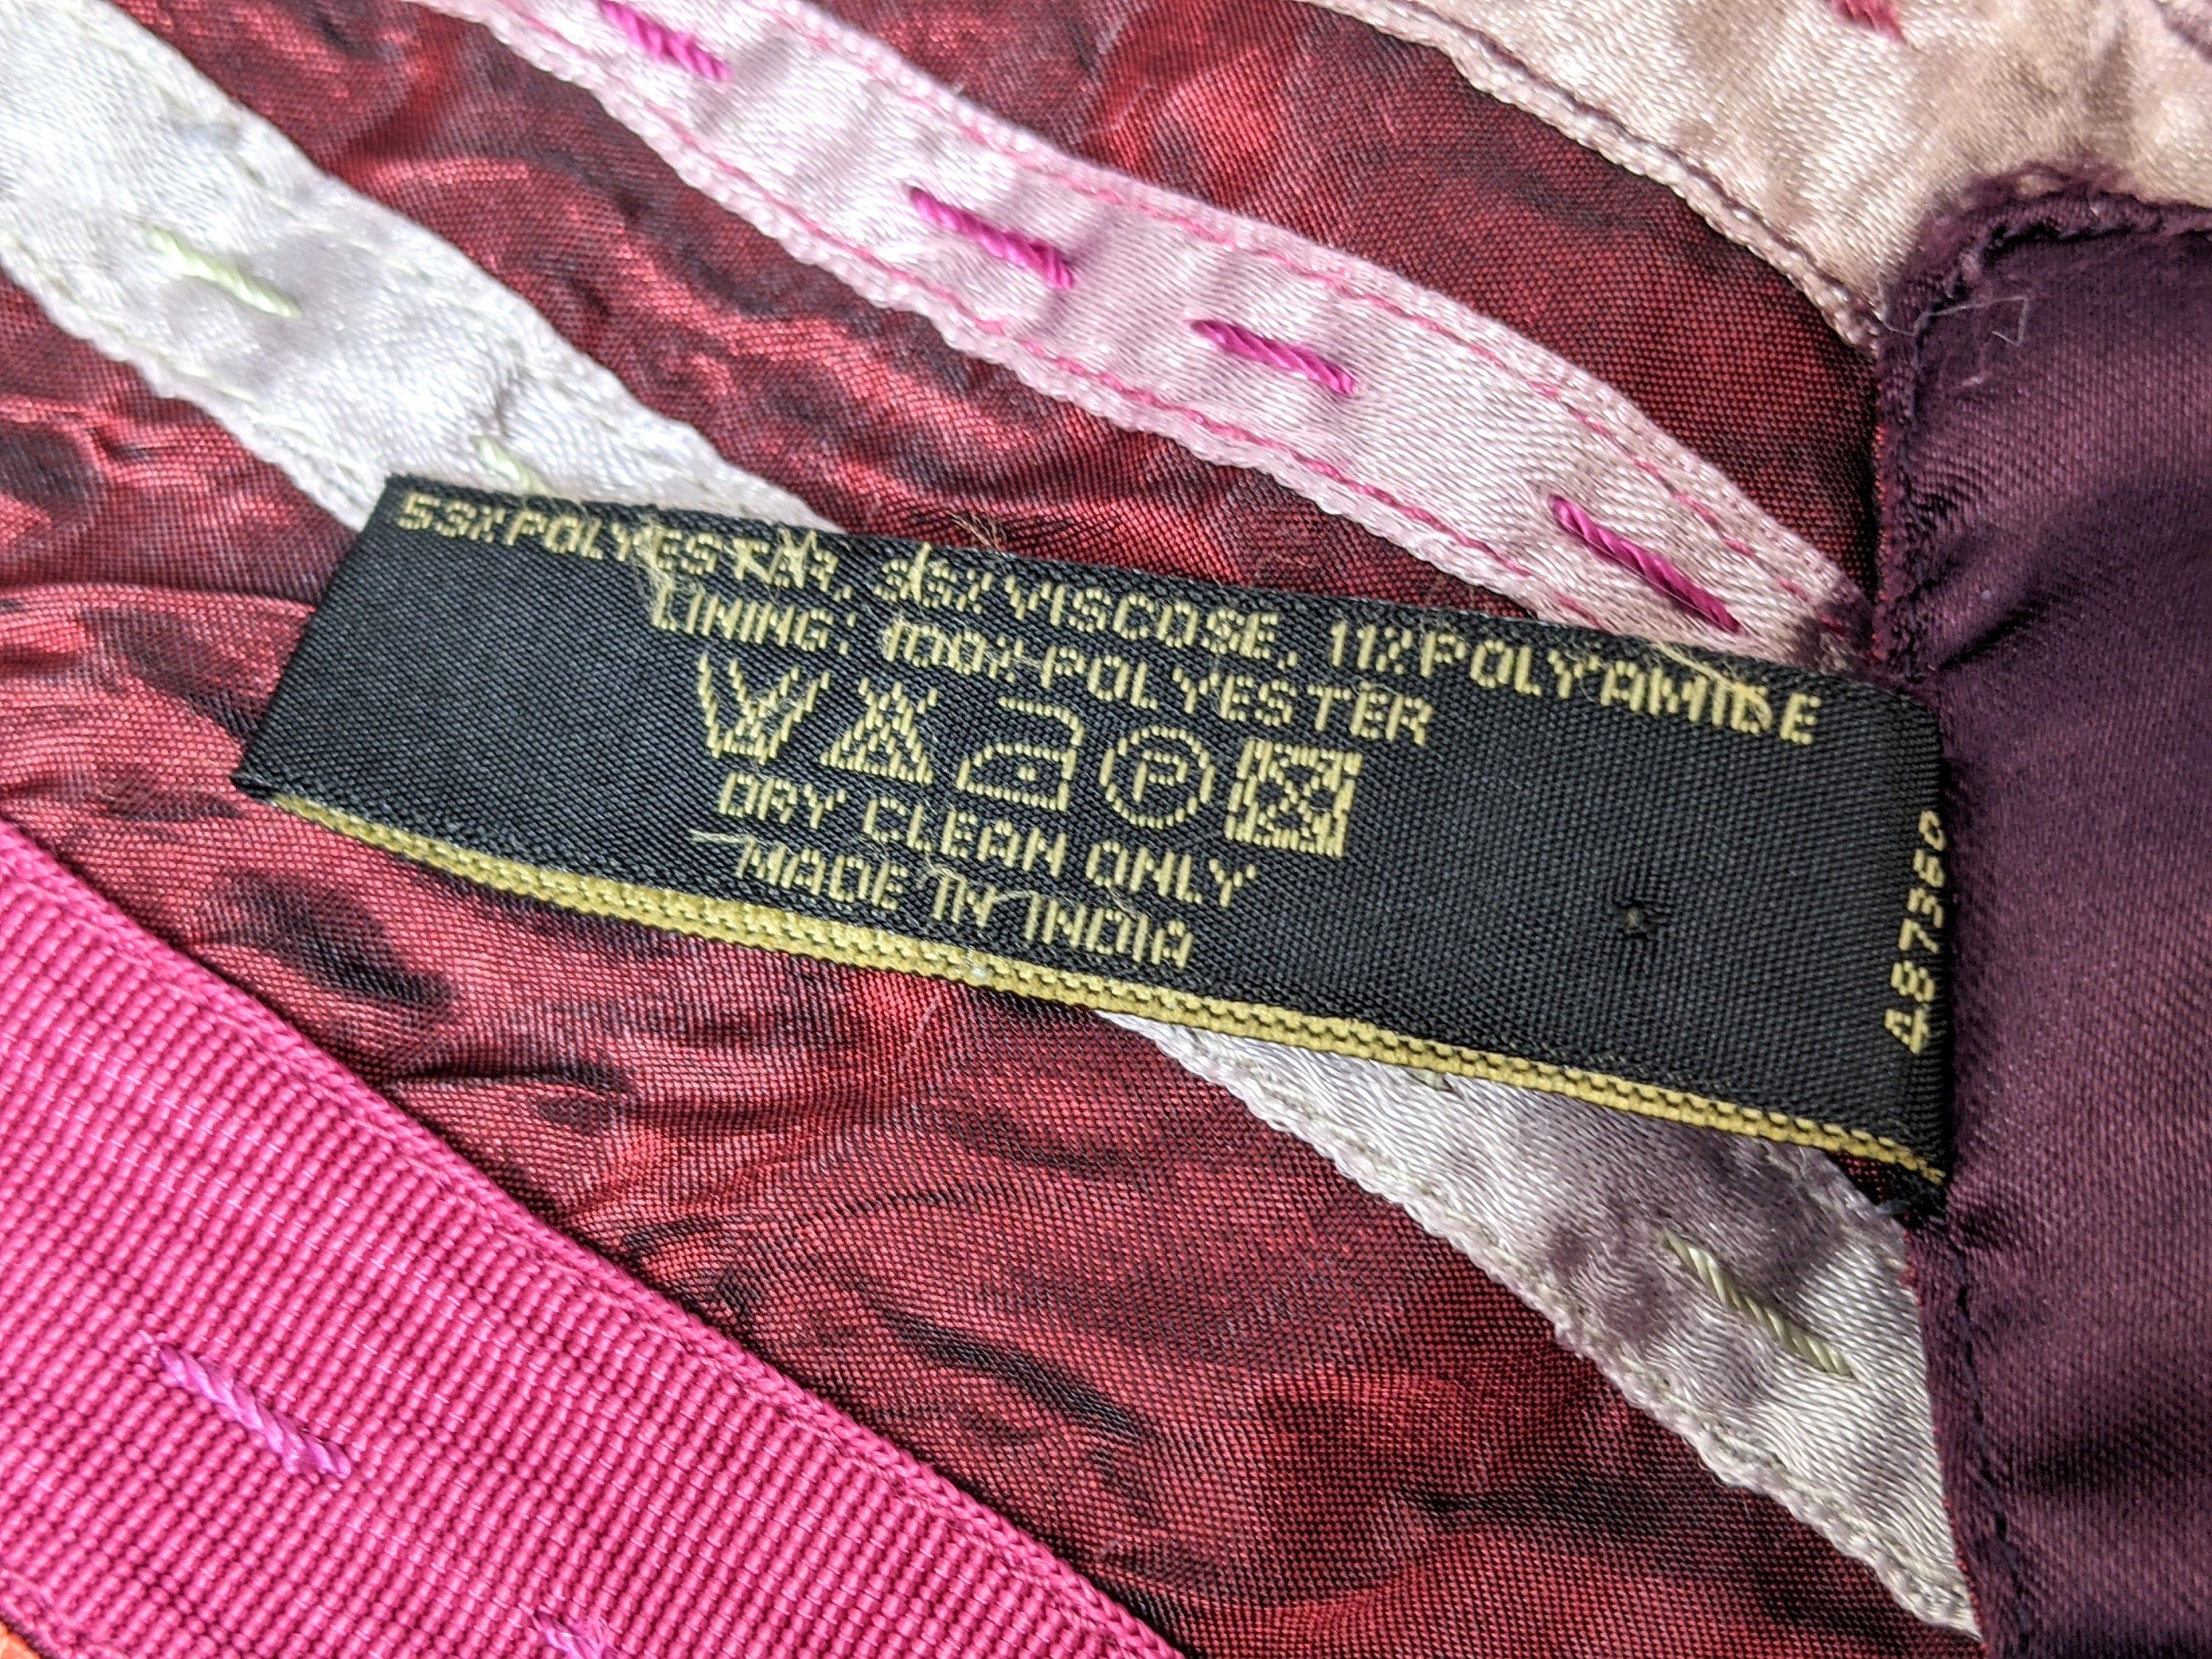 53% POLYESTER, 36% VISCOSE, 11% POLYAMIDE
LINING: 100% POLYESTER
P
DRY CLEAN ONLY
MADE IN INDIA
487360